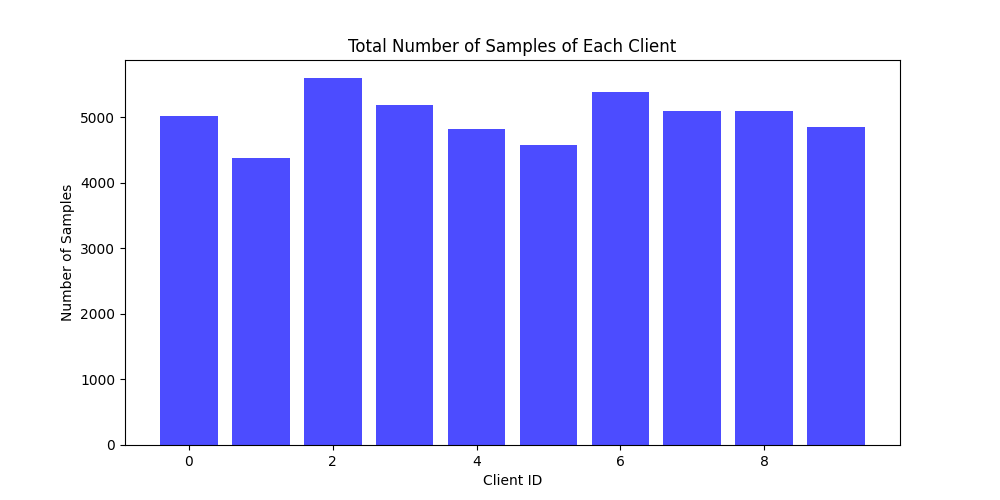 Total Number of Samples of Each Client
Number of Samples
5000
4000
3000
2000
1000
0
0 2 4 6 8
Client ID